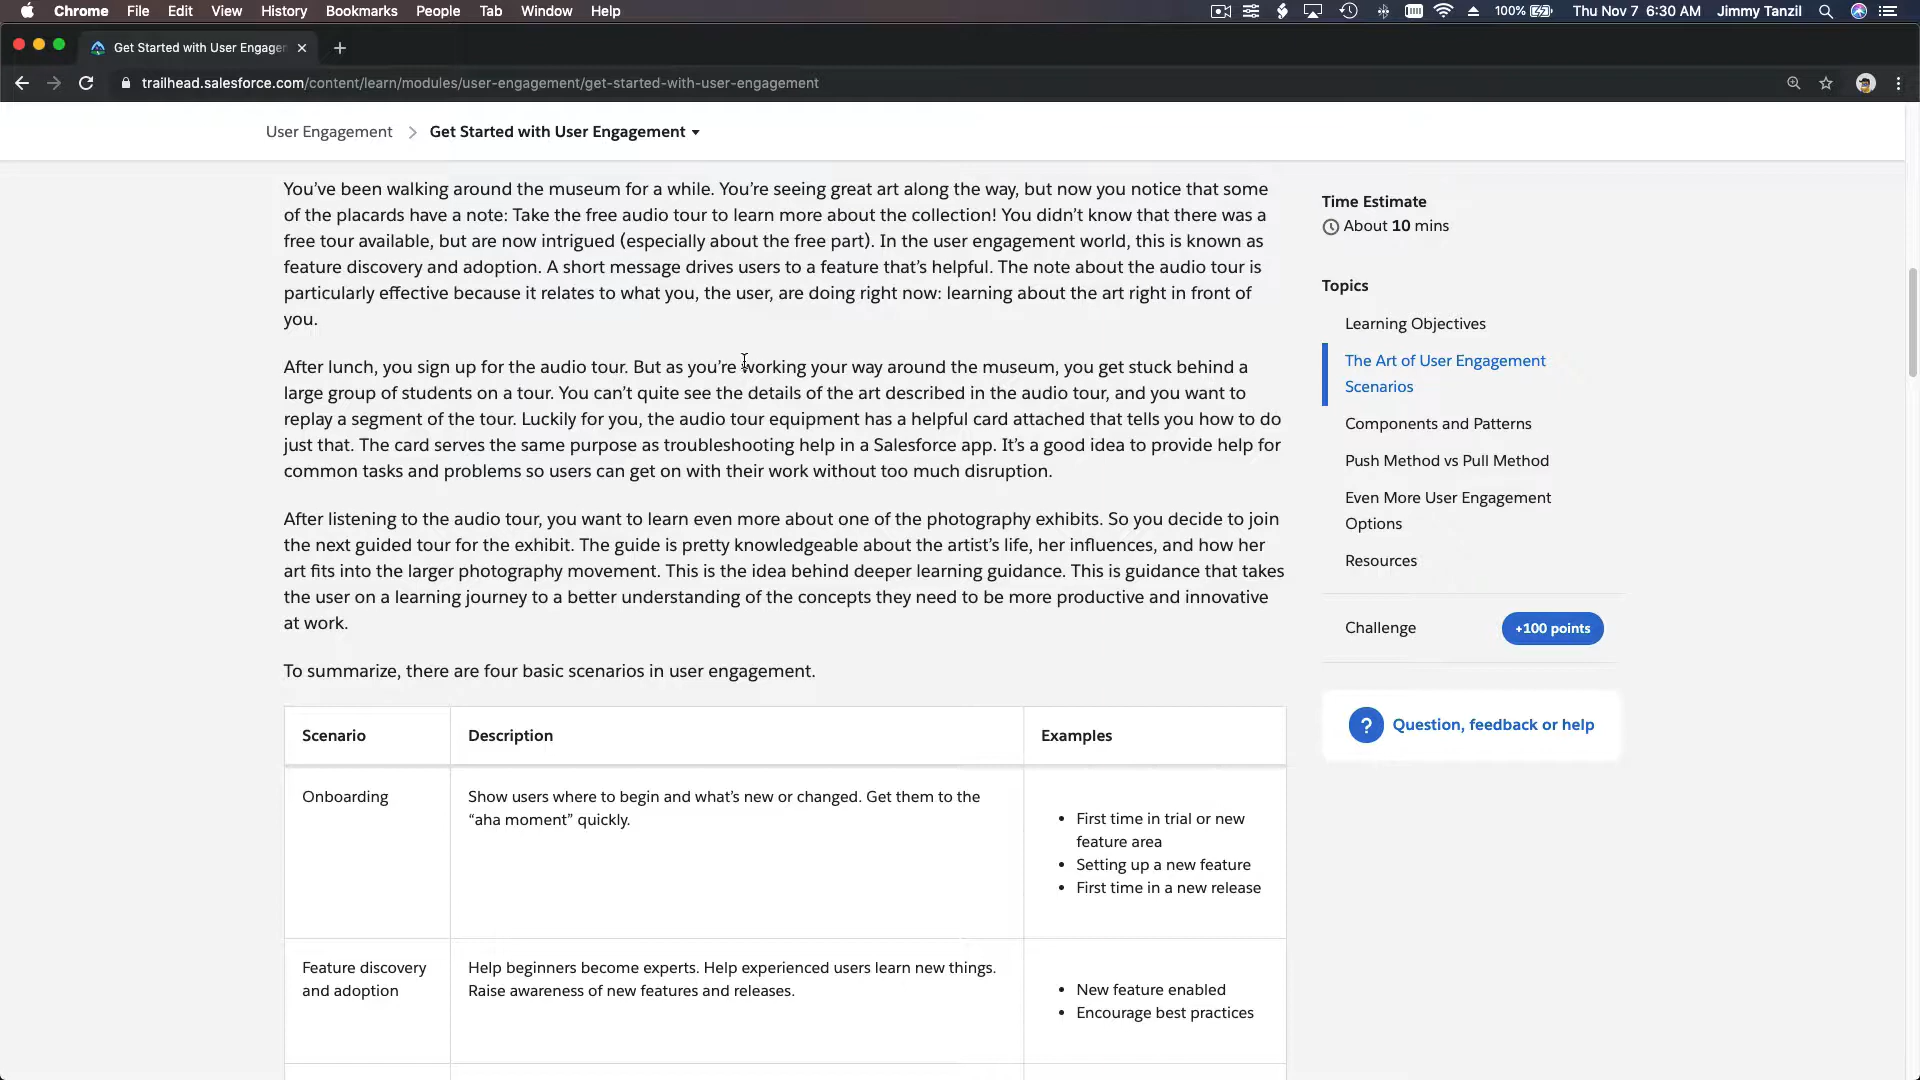 Chrome File Edit View History Bookmarks People Tab Window Help 100% Thu Nov 7 6:30 AM Jimmy Tanzil
Get Started with User Engage
trailhead.salesforce.com/content/learn/modules/user-engagement/get-started-with-user-engagement
User Engagement > Get Started with User Engagement
You’ve been walking around the museum for a while. You’re seeing great art along the way, but now you notice that some
of the placards have a note: Take the free audio tour to learn more about the collection! You didn’t know that there was a
free tour available, but are now intrigued (especially about the free part). In the user engagement world, this is known as
feature discovery and adoption. A short message drives users to a feature that’s helpful. The note about the audio tour is
particularly effective because it relates to what you, the user, are doing right now: learning about the art right in front of
you.
After lunch, you sign up for the audio tour. But as you’re working your way around the museum, you get stuck behind a
large group of students on a tour. You can’t quite see the details of the art described in the audio tour, and you want to
replay a segment of the tour. Luckily for you, the audio tour equipment has a helpful card attached that tells you how to do
just that. The card serves the same purpose as troubleshooting help in a Salesforce app. It’s a good idea to provide help for
common tasks and problems so users can get on with their work without too much disruption.
After listening to the audio tour, you want to learn even more about one of the photography exhibits. So you decide to join
the next guided tour for the exhibit. The guide is pretty knowledgeable about the artist’s life, her influences, and how her
art fits into the larger photography movement. This is the idea behind deeper learning guidance. This is guidance that takes
the user on a learning journey to a better understanding of the concepts they need to be more productive and innovative
at work.
To summarize, there are four basic scenarios in user engagement.
Scenario Description Examples
Onboarding
Show users where to begin and what’s new or changed. Get them to the
“aha moment” quickly.
• First time in trial or new
feature area
• Setting up a new feature
• First time in a new release
Feature discovery
and adoption
Help beginners become experts. Help experienced users learn new things.
Raise awareness of new features and releases.
• New feature enabled
• Encourage best practices
Time Estimate
About 10 mins
Topics
Learning Objectives
The Art of User Engagement
Scenarios
Components and Patterns
Push Method vs Pull Method
Even More User Engagement
Options
Resources
Challenge +100 points
? Question, feedback or help